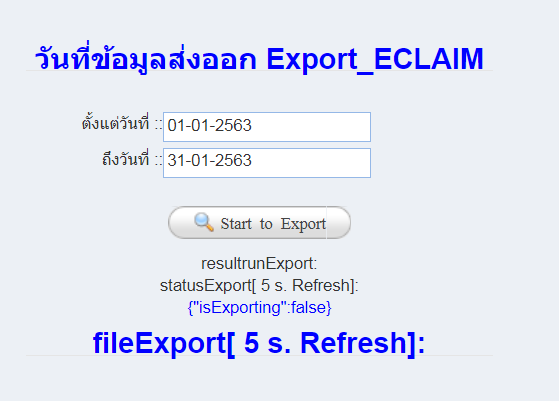 วันที่ข้อมูลส่งออก Export_ECLAIM
ตั้งแต่วันที่ :: 01-01-2563
ถึงวันที่ :: 31-01-2563
Start to Export
resultrunExport:
statusExport[ 5 s. Refresh]:
{"isExporting":false}
fileExport[ 5 s. Refresh]: